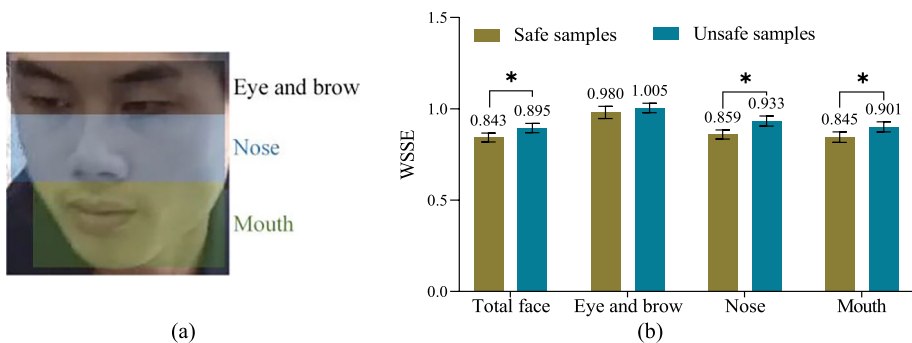 Eye and brow
Nose
Mouth
(a)
1.5
1.0
0.5
0.0
WSSE
Safe samples
Unsafe samples
*
*
*
0.843
0.895
0.980
1.005
0.859
0.933
0.845
0.901
Total face
Eye and brow
Nose
Mouth
(b)